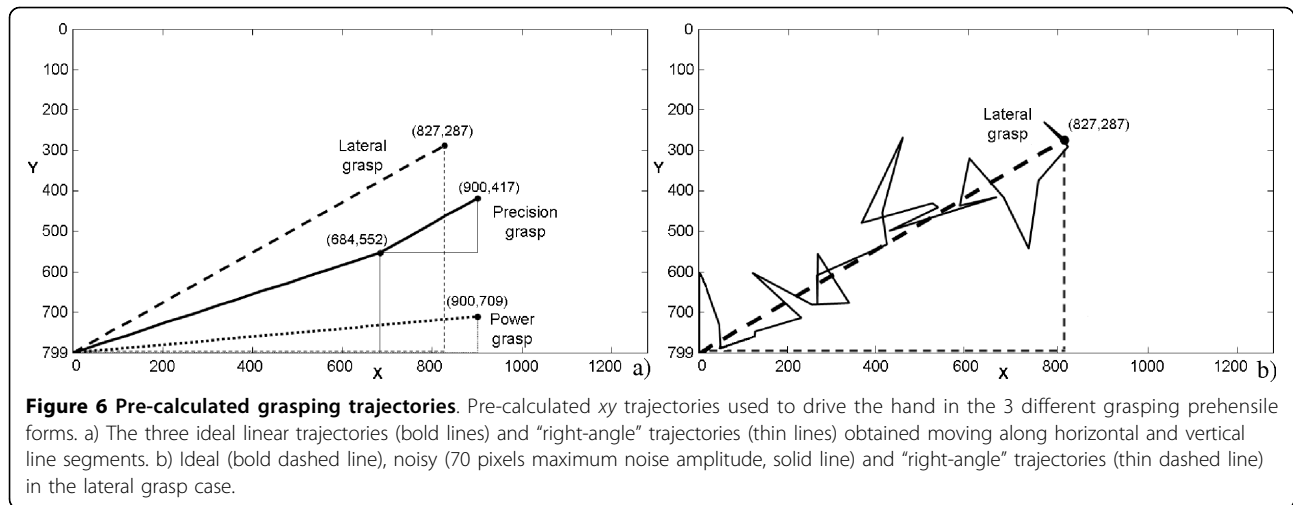 0
100
200
300
Y
400
500
600
700
799
0
200
400
600
800
1000
1200
X
a)
(827,287)
Lateral
grasp
(900,417)
Precision
grasp
(684,552)
(900,709)
Power
grasp
0
100
200
300
Y
400
500
600
700
799
0
200
400
600
800
1000
1200
X
b)
Lateral
grasp
(827,287)
Figure 6 Pre-calculated grasping trajectories. Pre-calculated xy trajectories used to drive the hand in the 3 different grasping prehensile
forms. a) The three ideal linear trajectories (bold lines) and “right-angle” trajectories (thin lines) obtained moving along horizontal and vertical
line segments. b) Ideal (bold dashed line), noisy (70 pixels maximum noise amplitude, solid line) and “right-angle” trajectories (thin dashed line)
in the lateral grasp case.